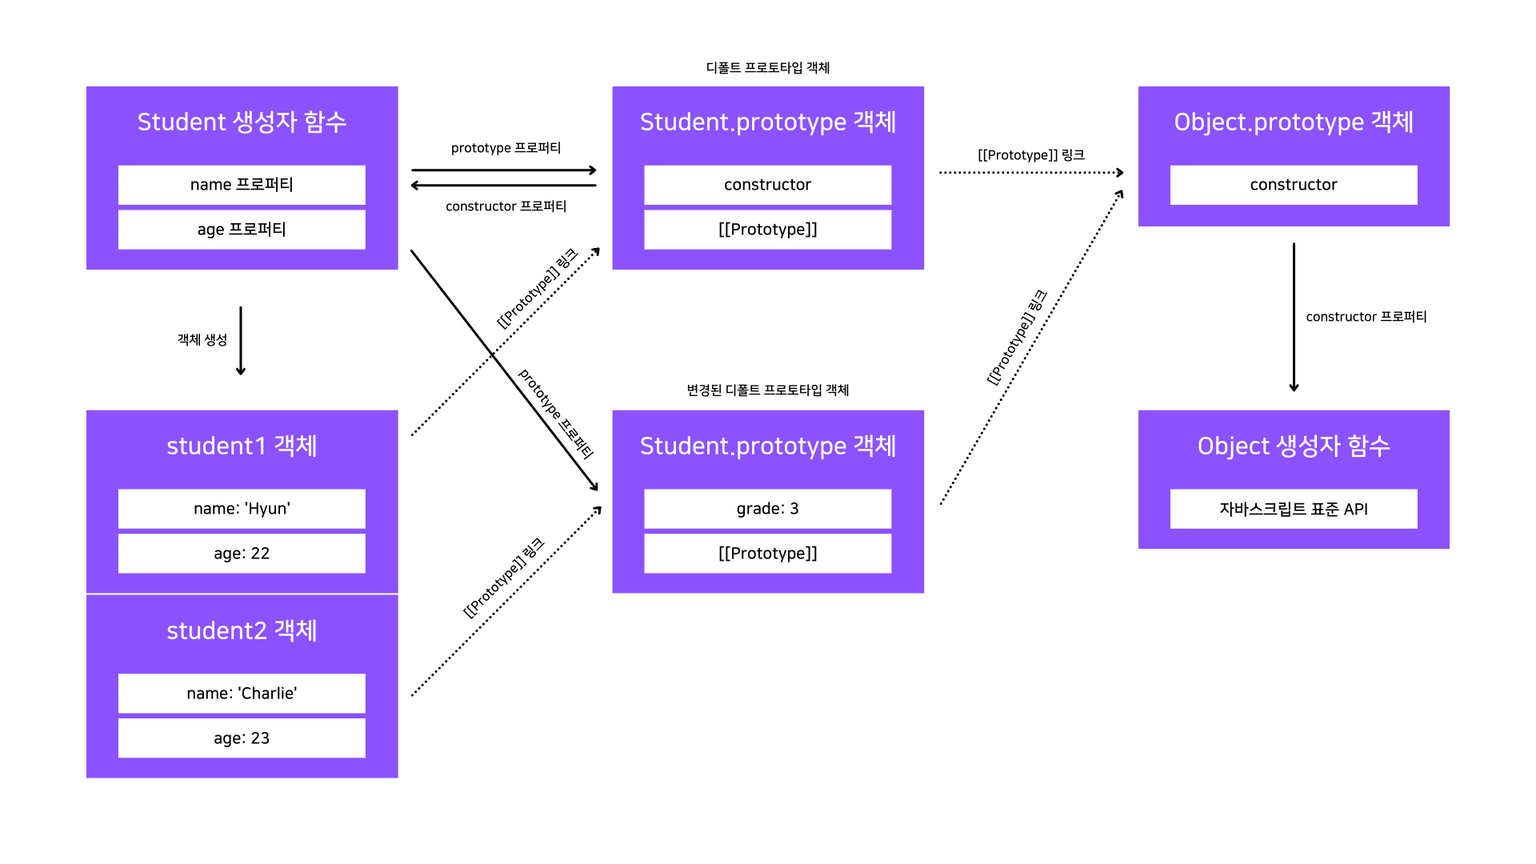 디폴트 프로토타입 객체
Student 생성자 함수
name 프로퍼티
age 프로퍼티
prototype 프로퍼티
constructor 프로퍼티
Student.prototype 객체
constructor
[[Prototype]]
[[Prototype]] 링크
Object.prototype 객체
constructor
객체 생성
[[Prototype]] 링크
prototype 프로퍼티
[[Prototype]] 링크
constructor 프로퍼티
변경된 디폴트 프로토타입 객체
student1 객체
name: 'Hyun'
age: 22
Student.prototype 객체
grade: 3
[[Prototype]]
Object 생성자 함수
자바스크립트 표준 API
[[Prototype]] 링크
student2 객체
name: 'Charlie'
age: 23